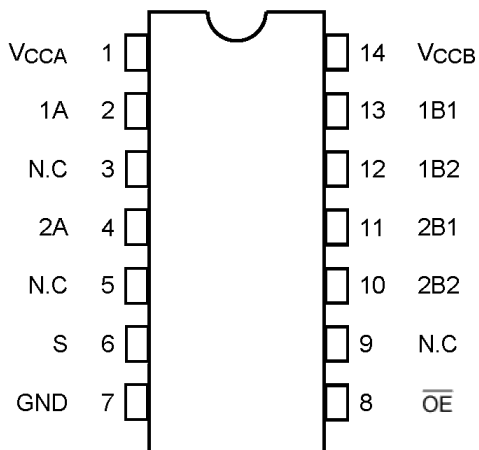 VCCA 1 14 VCCB
1A 2 13 1B1
N.C 3 12 1B2
2A 4 11 2B1
N.C 5 10 2B2
S 6 9 N.C
GND 7 8 O̅E̅